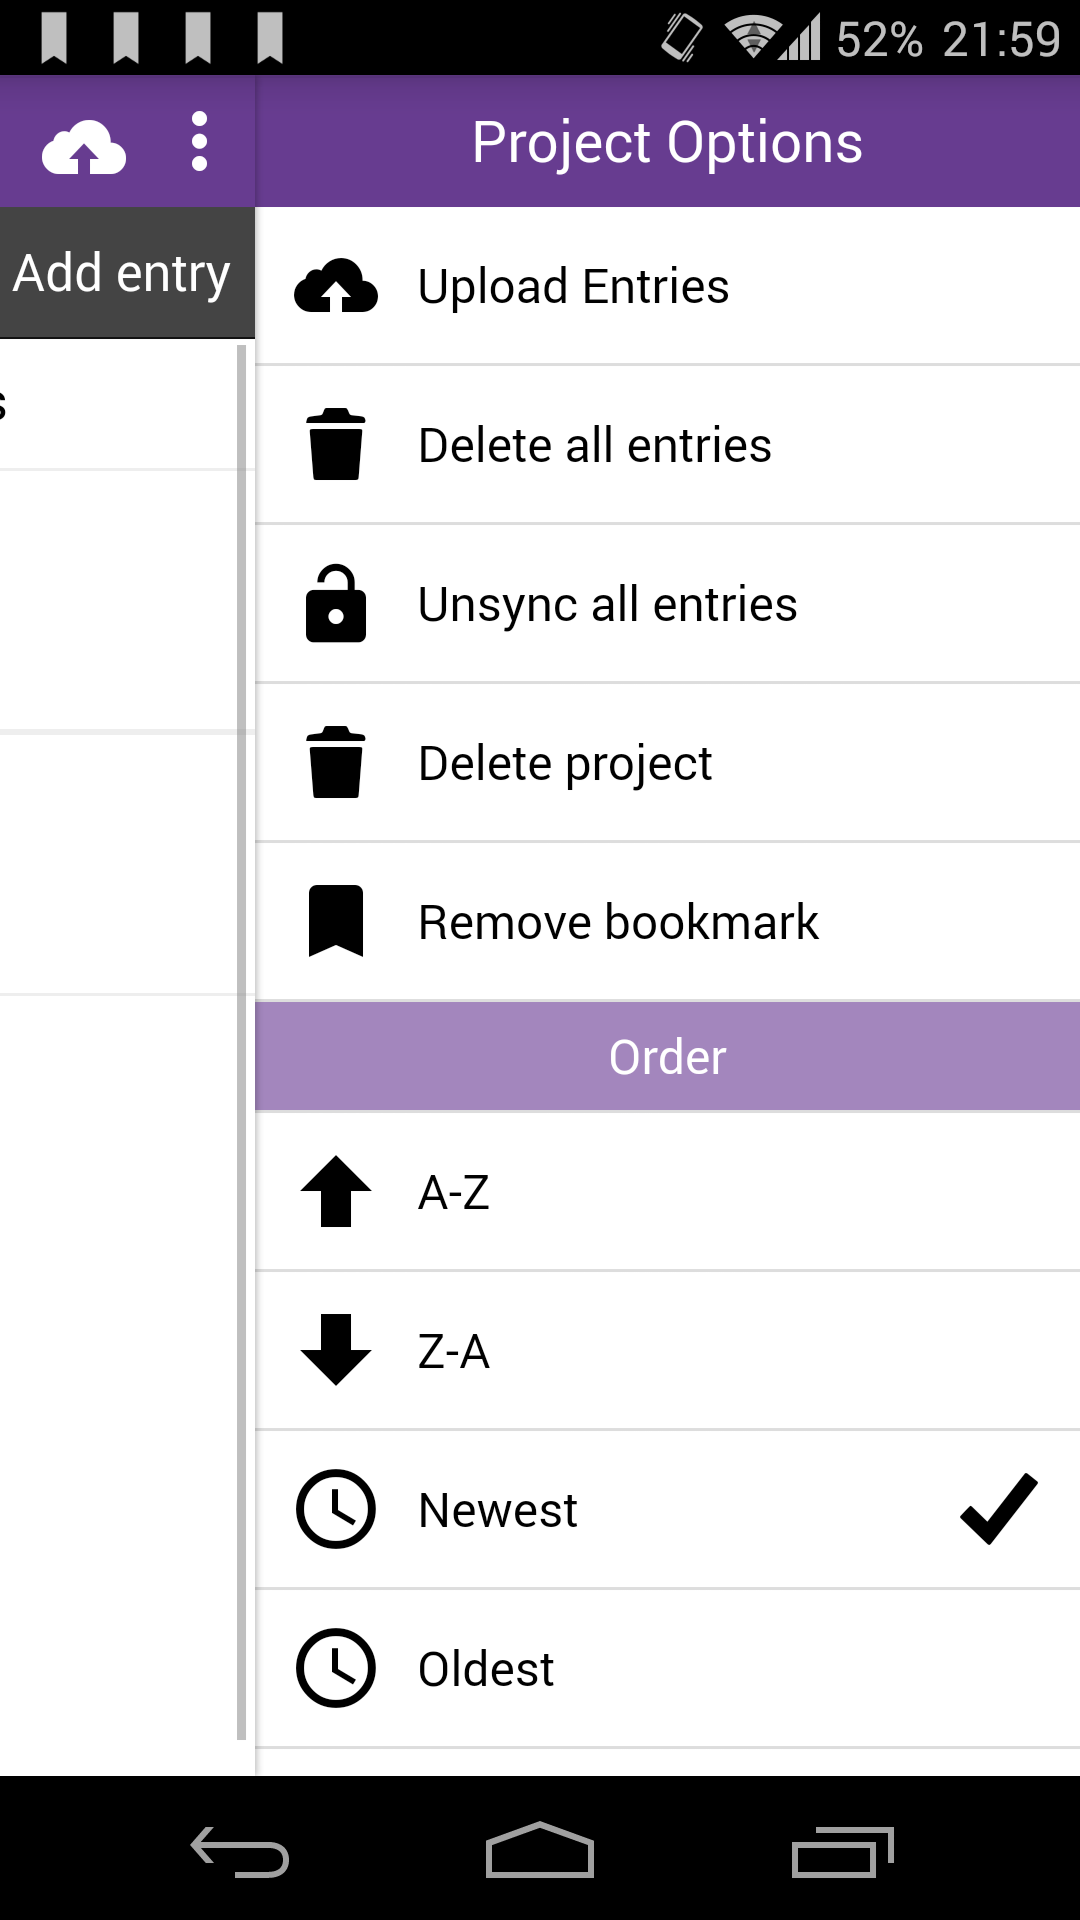 52% 21:59
Project Options
Add entry
s
Upload Entries
Delete all entries
Unsync all entries
Delete project
Remove bookmark
Order
A-Z
Z-A
Newest
Oldest